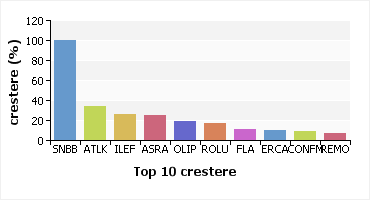 120
100
80
60
40
20
0
crestere (%)
SNBB ATLK ILEF ASRA OLIP ROLU FLA ERCA CONFM REMO
Top 10 crestere